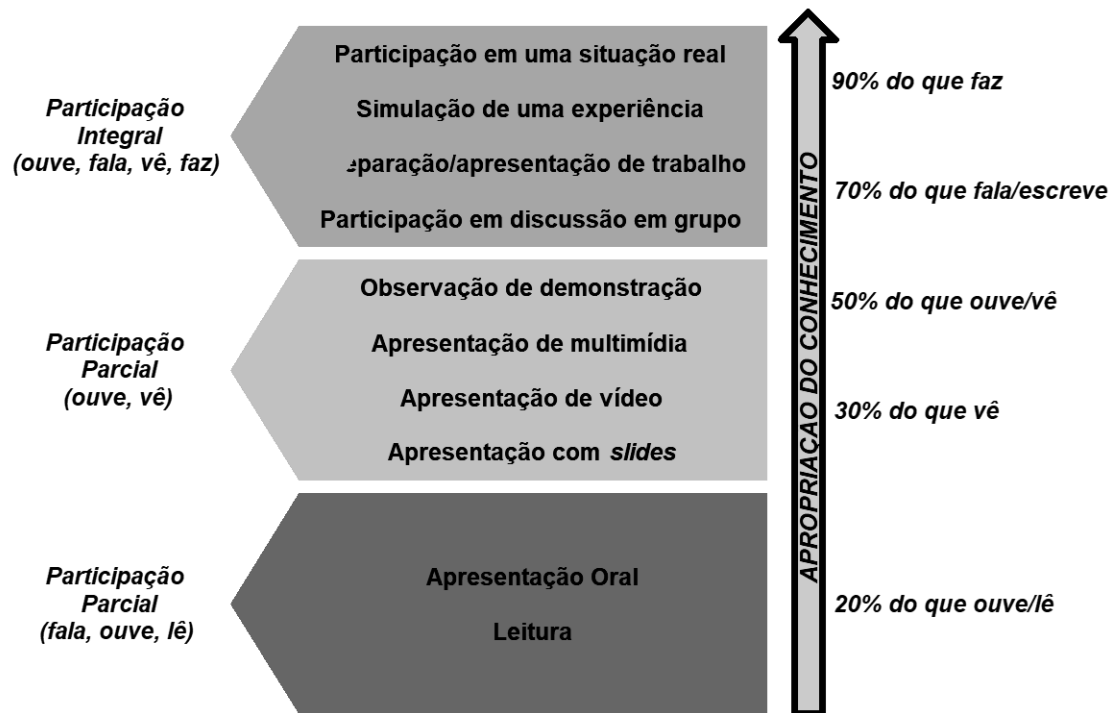 Participação em uma situação real
Simulação de uma experiência
eparação/apresentação de trabalho
Participação em discussão em grupo
Participação
Integral
(ouve, fala, vê, faz)
90% do que faz
70% do que fala/escreve
Observação de demonstração
Apresentação de multimídia
Apresentação de vídeo
Apresentação com slides
Participação
Parcial
(ouve, vê)
50% do que ouve/vê
30% do que vê
Apresentação Oral
Leitura
Participação
Parcial
(fala, ouve, lê)
20% do que ouve/lê
APROPRIAÇAO DO CONHECIMENTO